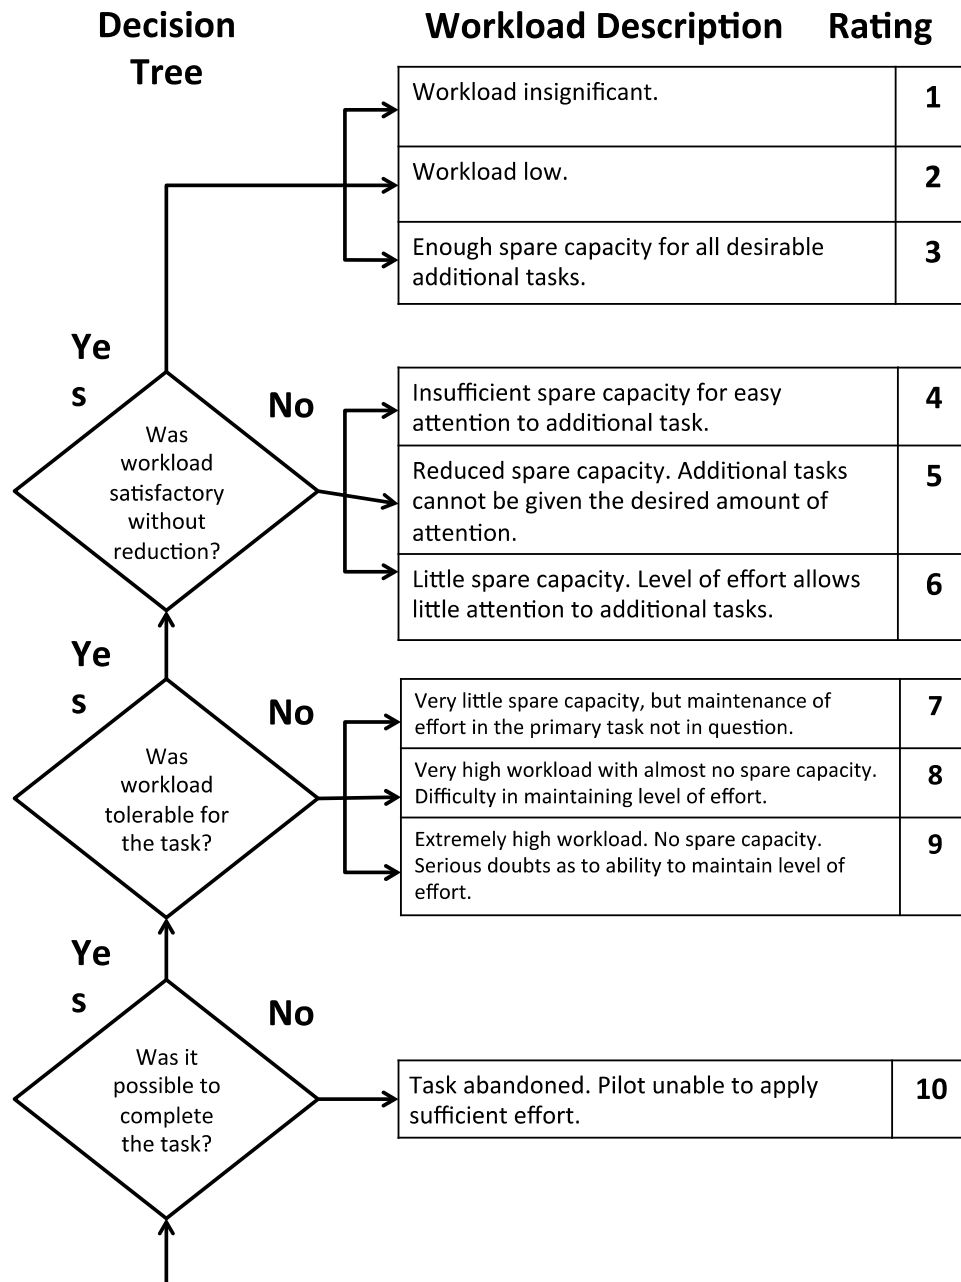 Decision
Tree
Workload Description
Rating
Workload insignificant.
1
Workload low.
2
Enough spare capacity for all desirable
additional tasks.
3
Ye
s
No
Was
workload
satisfactory
without
reduction?
Insufficient spare capacity for easy
attention to additional task.
4
Reduced spare capacity. Additional tasks
cannot be given the desired amount of
attention.
5
Little spare capacity. Level of effort allows
little attention to additional tasks.
6
Ye
s
No
Was
workload
tolerable for
the task?
Very little spare capacity, but maintenance of
effort in the primary task not in question.
7
Very high workload with almost no spare capacity.
Difficulty in maintaining level of effort.
8
Extremely high workload. No spare capacity.
Serious doubts as to ability to maintain level of
effort.
9
Ye
s
No
Was it
possible to
complete
the task?
Task abandoned. Pilot unable to apply
sufficient effort.
10